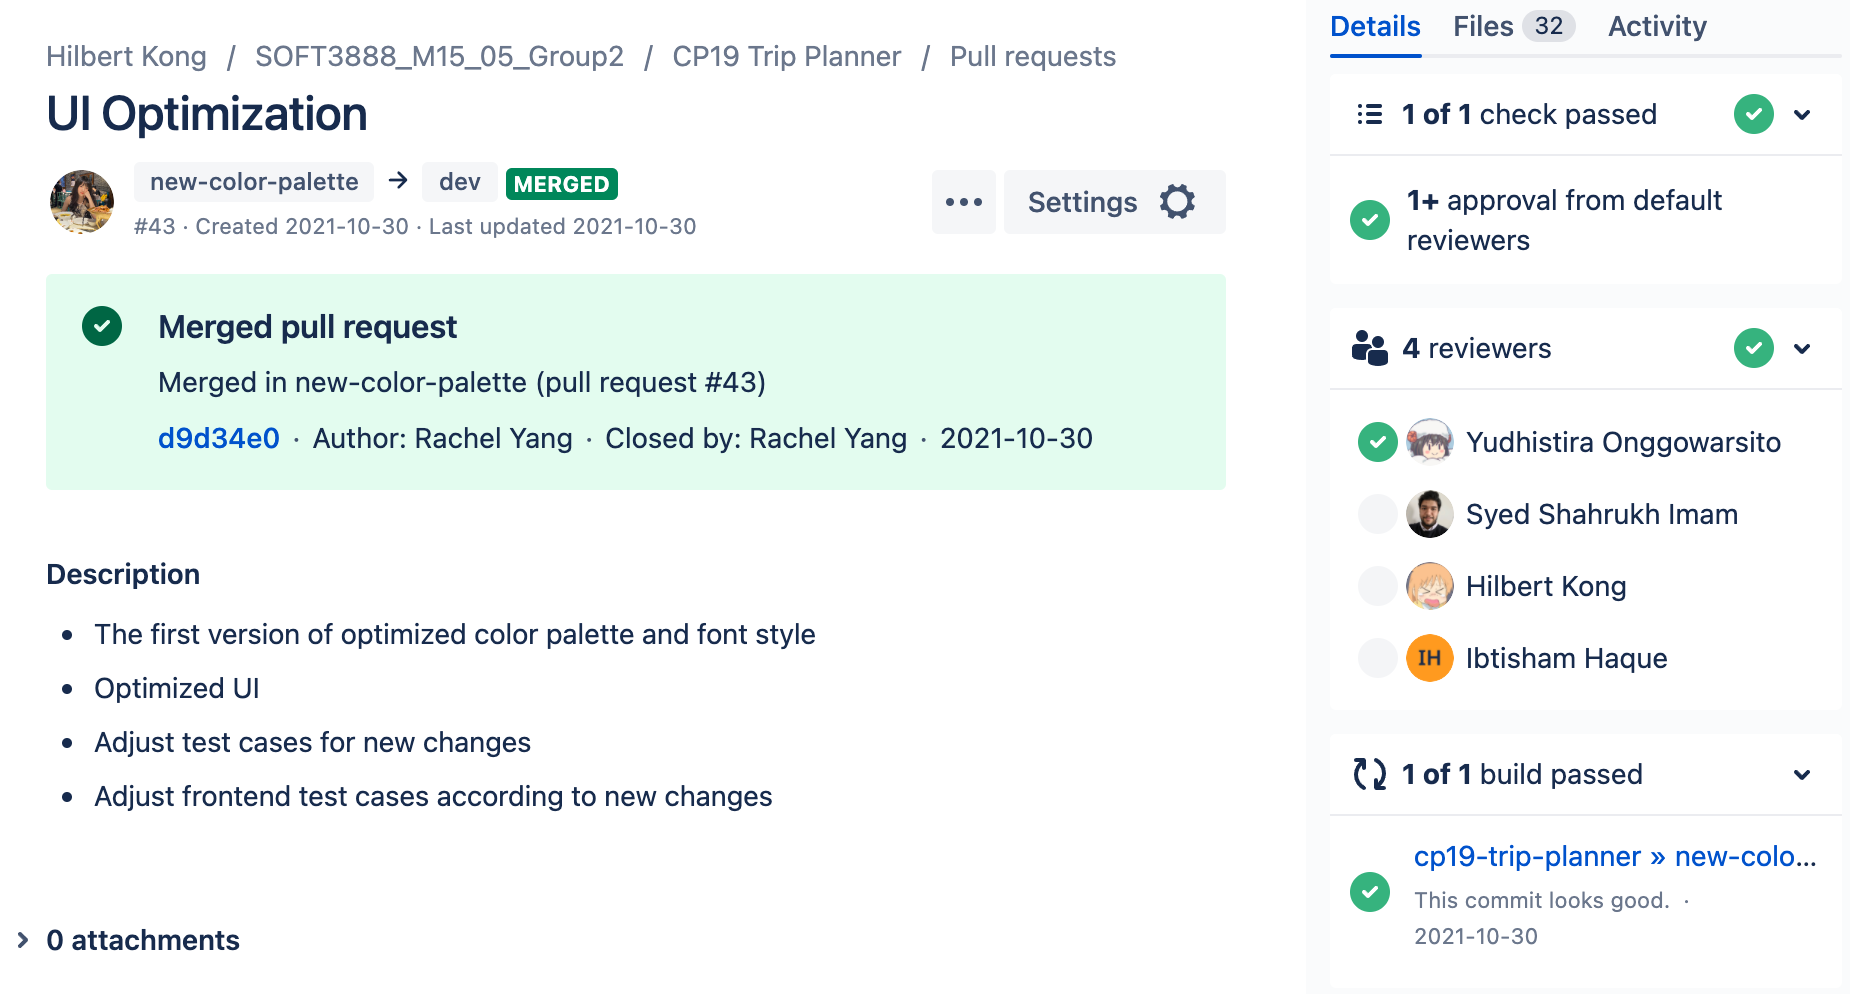 Hilbert Kong / SOFT3888_M15_05_Group2 / CP19 Trip Planner / Pull requests
UI Optimization
new-color-palette → dev MERGED
#43 · Created 2021-10-30 · Last updated 2021-10-30
Settings
Merged pull request
Merged in new-color-palette (pull request #43)
d9d34e0 · Author: Rachel Yang · Closed by: Rachel Yang · 2021-10-30
Description
• The first version of optimized color palette and font style
• Optimized UI
• Adjust test cases for new changes
• Adjust frontend test cases according to new changes
0 attachments
Details Files 32 Activity
1 of 1 check passed
1+ approval from default
reviewers
4 reviewers
Yudhistira Onggowarsito
Syed Shahrukh Imam
Hilbert Kong
IH Ibtisham Haque
1 of 1 build passed
cp19-trip-planner » new-colo...
This commit looks good. ·
2021-10-30